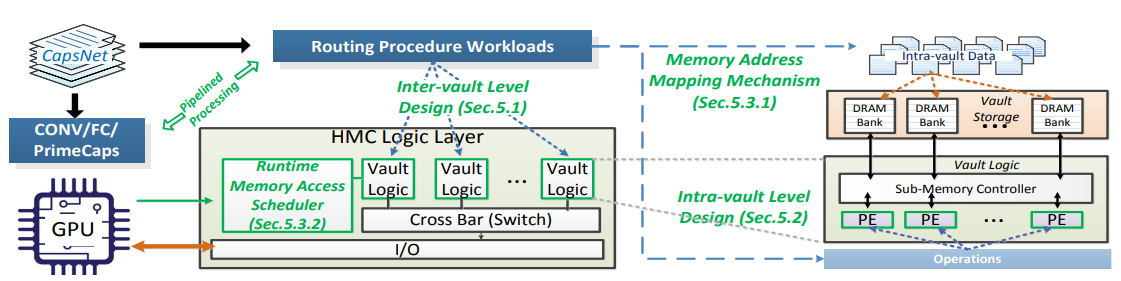 CapsNet
Routing Procedure Workloads
Pipelined
Processing
CONV/FC/
PrimeCaps
GPU
Inter-vault Level
Design (Sec.5.1)
HMC Logic Layer
Runtime
Memory Access
Scheduler
(Sec.5.3.2)
Vault
Logic
Vault
Logic
...
Vault
Logic
Cross Bar (Switch)
I/O
Memory Address
Mapping Mechanism
(Sec.5.3.1)
Intra-vault Level
Design (Sec.5.2)
Intra-vault Data
DRAM
Bank
DRAM
Bank
Vault
Storage
...
DRAM
Bank
Vault Logic
Sub-Memory Controller
PE PE ... PE
Operations